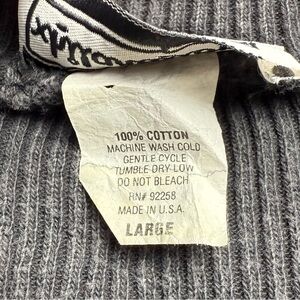 100% COTTON
MACHINE WASH COLD
GENTLE CYCLE
TUMBLE DRY-LOW
DO NOT BLEACH
RN# 92258
MADE IN U.S.A.
LARGE